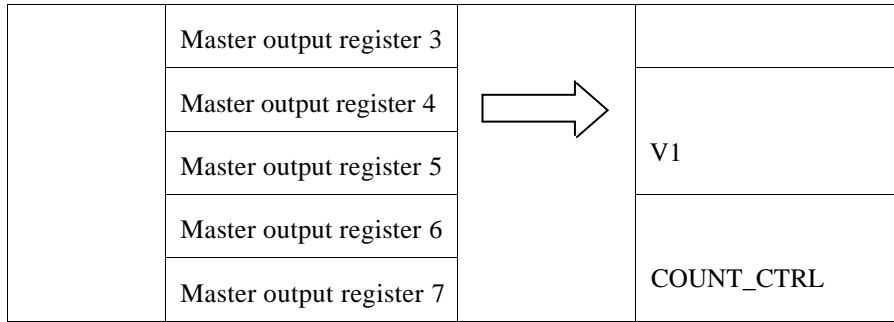 Master output register 3
Master output register 4
Master output register 5
V1
Master output register 6
Master output register 7
COUNT_CTRL